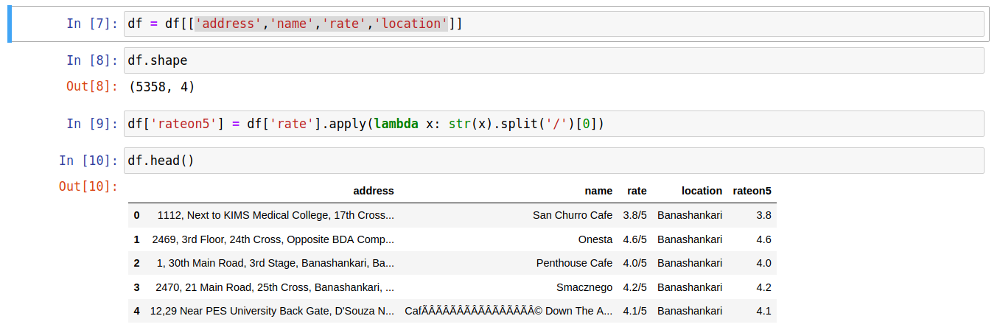 In [7]: df = df[['address','name','rate','location']]
In [8]: df.shape
Out[8]: (5358, 4)
In [9]: df['rateon5'] = df['rate'].apply(lambda x: str(x).split('/')[0])
In [10]: df.head()
Out[10]:
address name rate location rateon5
0 1112, Next to KIMS Medical College, 17th Cross... San Churro Cafe 3.8/5 Banashankari 3.8
1 2469, 3rd Floor, 24th Cross, Opposite BDA Comp... Onesta 4.6/5 Banashankari 4.6
2 1, 30th Main Road, 3rd Stage, Banashankari, Ba... Penthouse Cafe 4.0/5 Banashankari 4.0
3 2470, 21 Main Road, 25th Cross, Banashankari, ... Smacznego 4.2/5 Banashankari 4.2
4 12,29 Near PES University Back Gate, D'Souza N... CafÃÂÃÂÃÂÃÂÃÂÃÂÃÂÃÂ© Down The A... 4.1/5 Banashankari 4.1